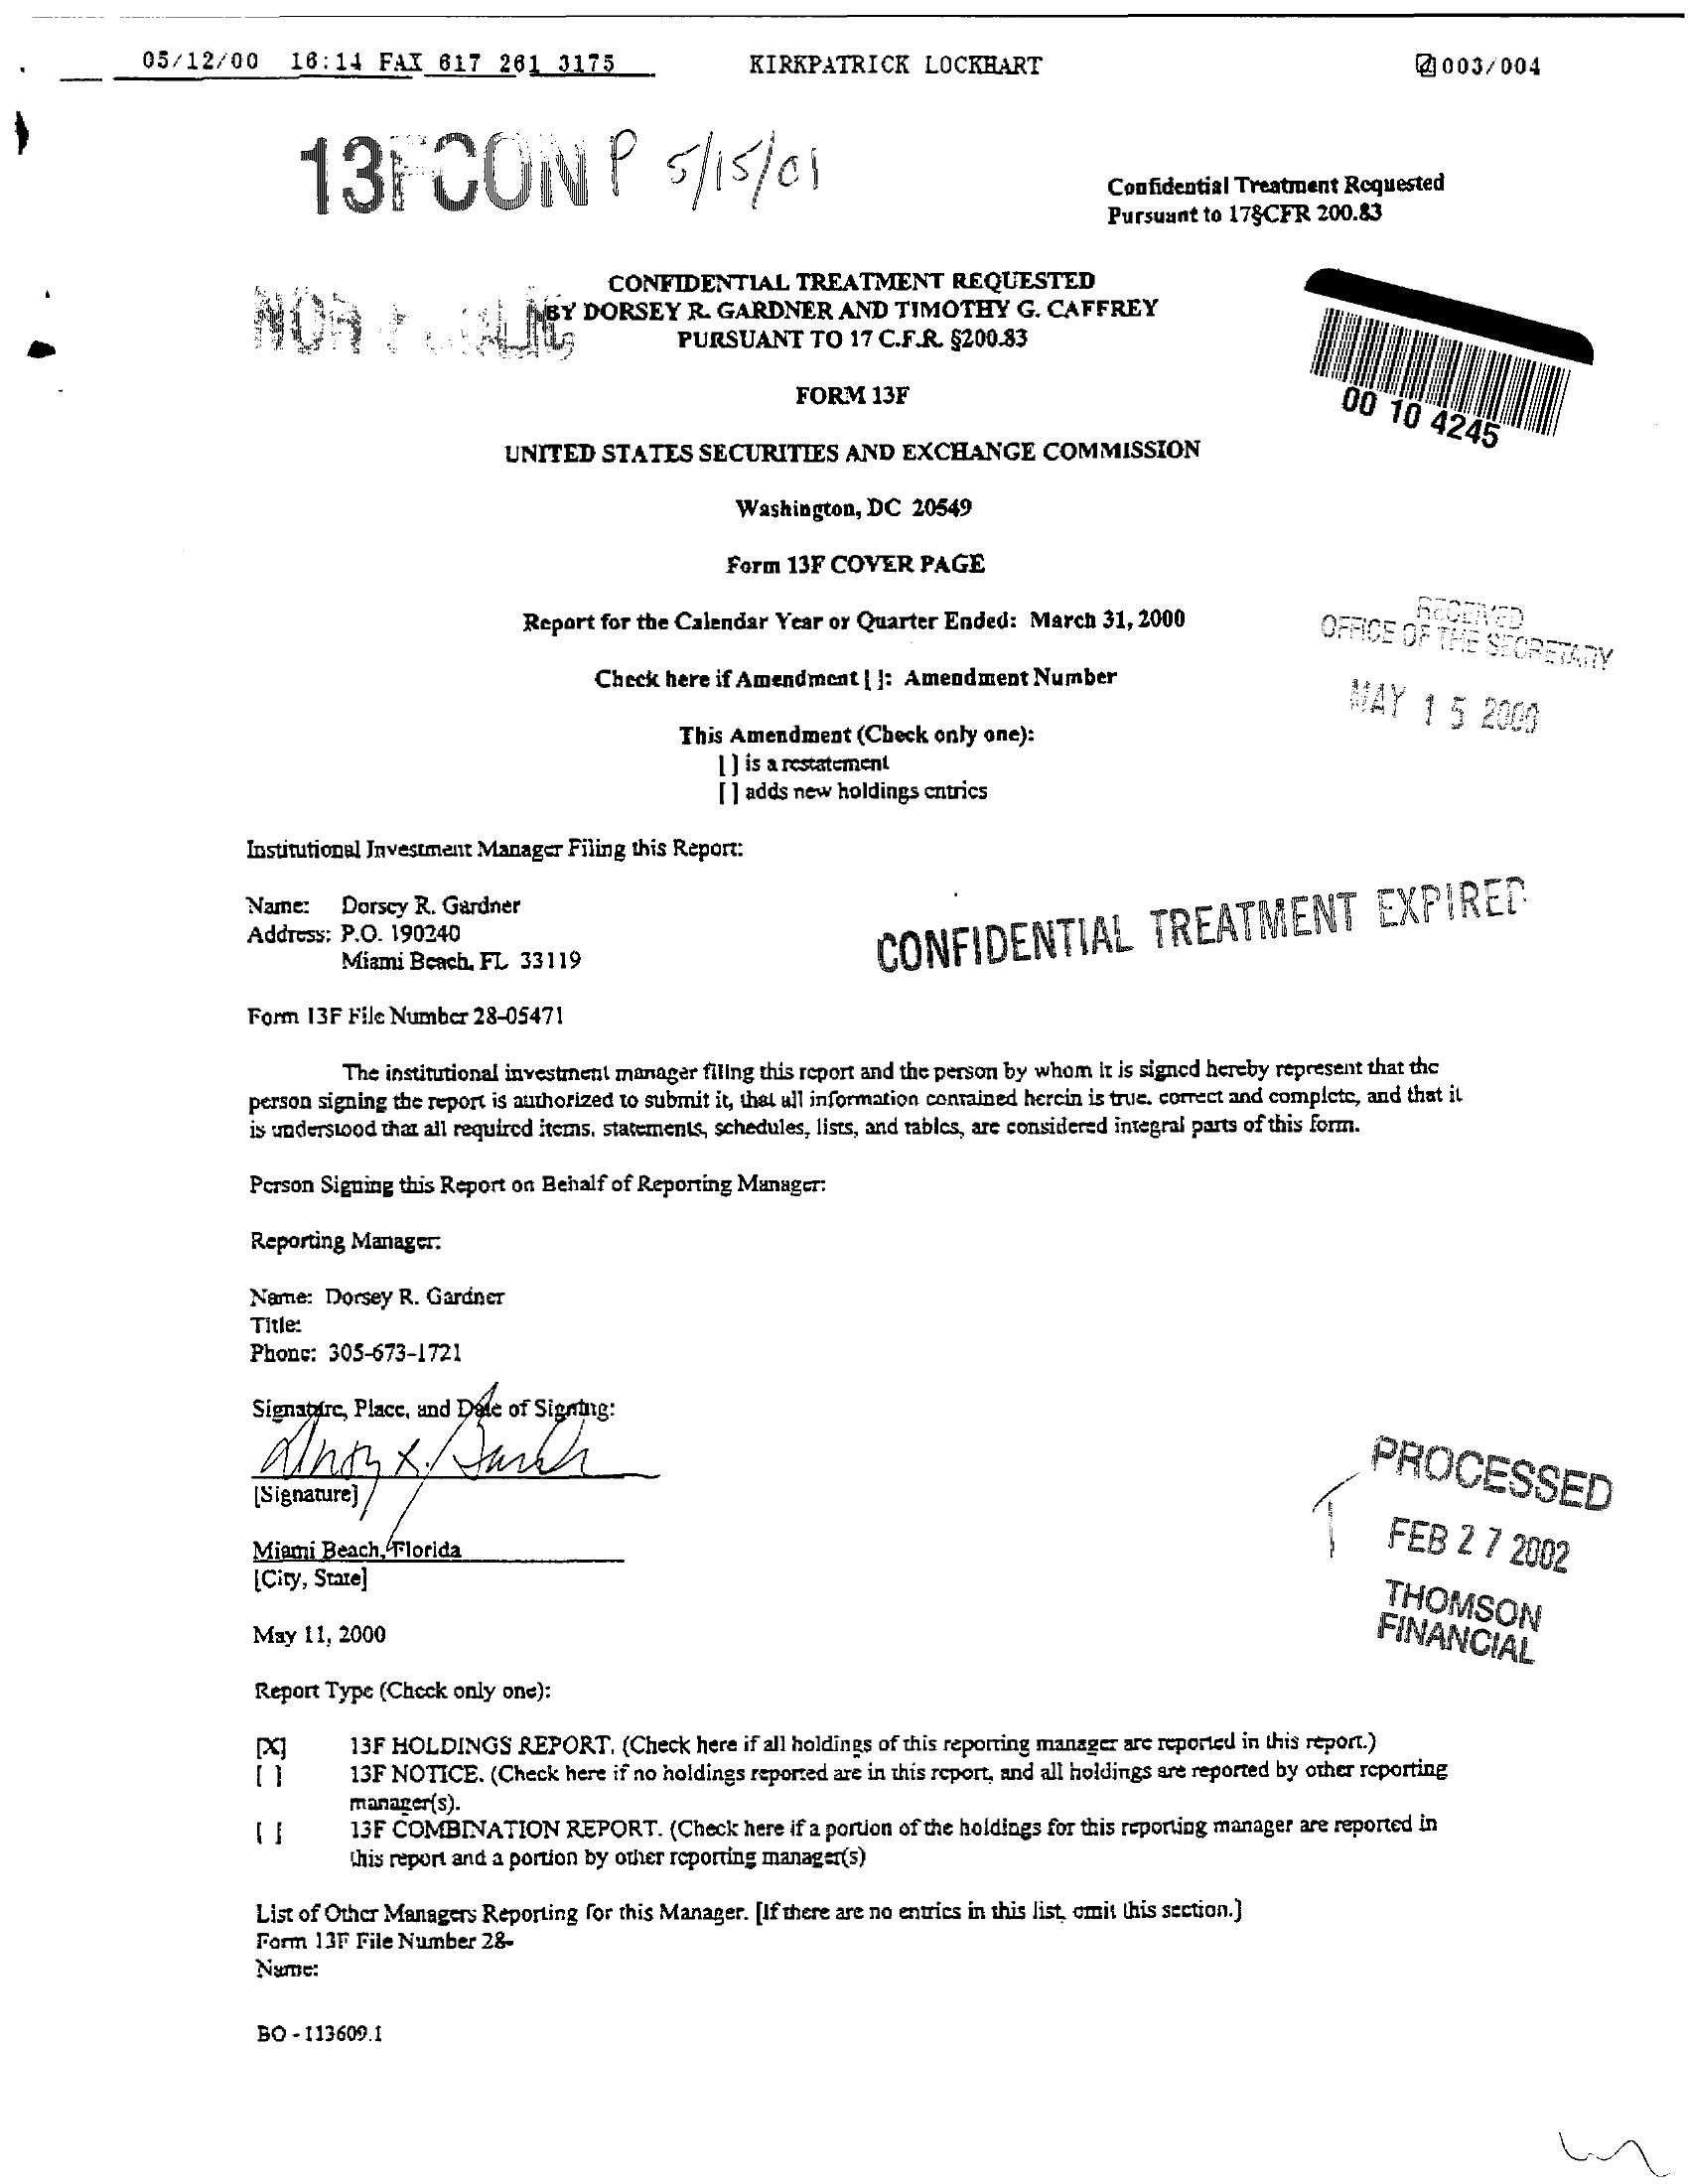 05/12/00 16:14 FAX 617 261 3175 KIRKPATRICK LOCKHART 003/004
13FCONP 5/15/01
Confidential Treatment Requested
Pursuant to 17§CFR 200.83
CONFIDENTIAL TREATMENT REQUESTED
BY DORSEY R. GARDNER AND TIMOTHY G. CAFFREY
PURSUANT TO 17 C.F.R. §200.83
00 10 4245
FORM 13F
UNITED STATES SECURITIES AND EXCHANGE COMMISSION
Washington, DC 20549
Form 13F COVER PAGE
Report for the Calendar Year or Quarter Ended: March 31, 2000
RECEIVED
OFFICE OF THE SECRETARY
MAY 15 2000
Check here if Amendment [ ]: Amendment Number
This Amendment (Check only one):
[ ] is a restatement
[ ] adds new holdings entries
Institutional Investment Manager Filing this Report:
Name: Dorsey R. Gardner
Address: P.O. 190240
Miami Beach, FL 33119
CONFIDENTIAL TREATMENT EXPIRED
Form 13F File Number 28-05471
The institutional investment manager filing this report and the person by whom it is signed hereby represent that the
person signing the report is authorized to submit it, that all information contained herein is true, correct and complete, and that it
is understood that all required items, statements, schedules, lists, and tables, are considered integral parts of this form.
Person Signing this Report on Behalf of Reporting Manager:
Reporting Manager:
Name: Dorsey R. Gardner
Title:
Phone: 305-673-1721
Signature, Place, and Date of Signing:
[Signature]
Miami Beach, Florida
[City, State]
May 11, 2000
PROCESSED
FEB 27 2002
THOMSON
FINANCIAL
Report Type (Check only one):
[X] 13F HOLDINGS REPORT. (Check here if all holdings of this reporting manager are reported in this report.)
[ ] 13F NOTICE. (Check here if no holdings reported are in this report, and all holdings are reported by other reporting
manager(s).
[ ] 13F COMBINATION REPORT. (Check here if a portion of the holdings for this reporting manager are reported in
this report and a portion by other reporting manager(s)
List of Other Managers Reporting for this Manager. [If there are no entries in this list, omit this section.]
Form 13F File Number 28-
Name:
BO - 113609.1